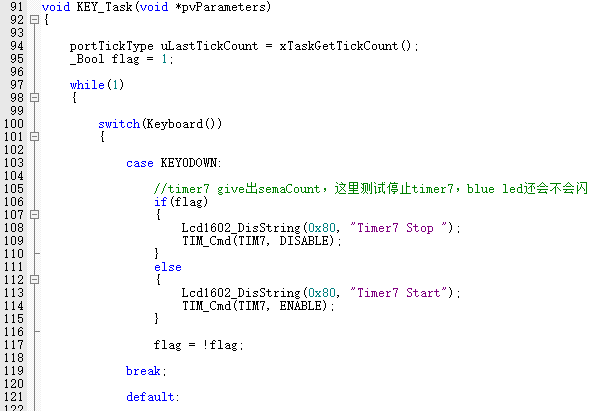 91 void KEY_Task(void *pvParameters)
92 {
93
94 portTickType uLastTickCount = xTaskGetTickCount();
95 _Bool flag = 1;
96
97 while(1)
98 {
99
100 switch(Keyboard())
101 {
102
103 case KEYODOWN:
104
105 //timer7 give出semaCount，这里测试停止timer7，blue led还会不会闪
106 if(flag)
107 {
108 Lcd1602_DisString(0x80, "Timer7 Stop ");
109 TIM_Cmd(TIM7, DISABLE);
110 }
111 else
112 {
113 Lcd1602_DisString(0x80, "Timer7 Start");
114 TIM_Cmd(TIM7, ENABLE);
115 }
116
117 flag = !flag;
118
119 break;
120
121 default:
122